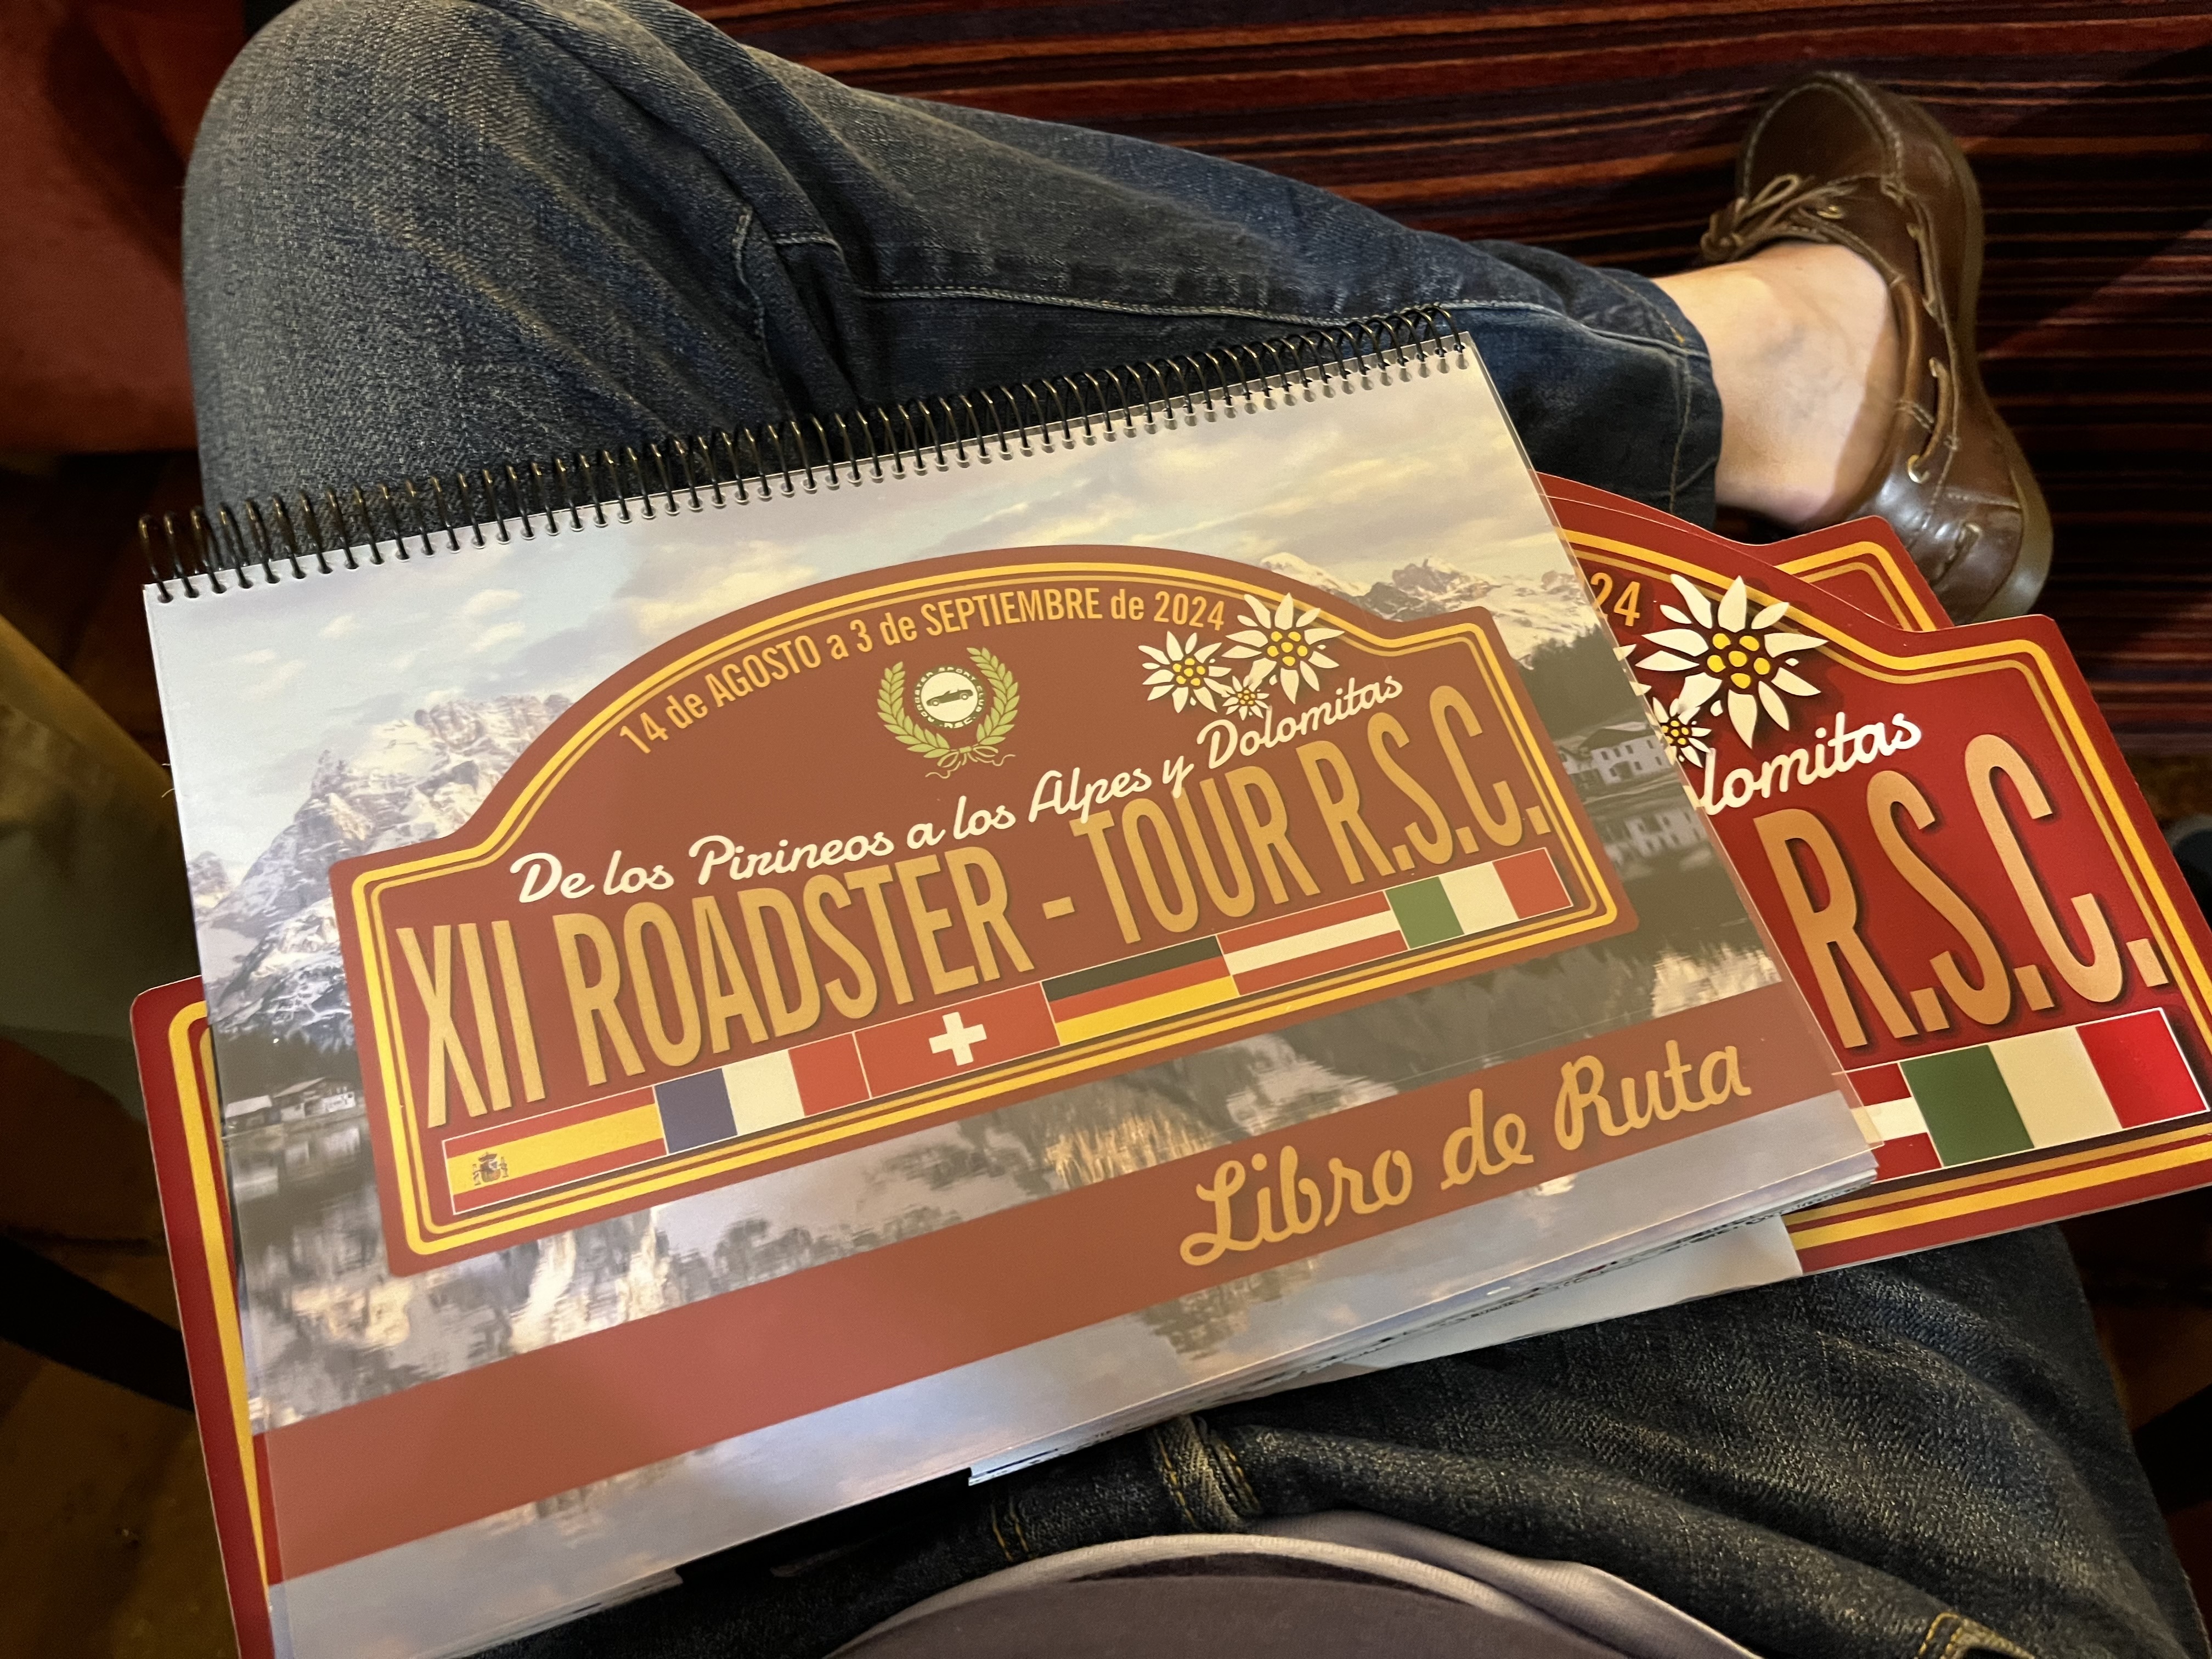 14 de AGOSTO a 3 de SEPTIEMBRE de 2024
De los Pirineos a los Alpes y Dolomitas
XII ROADSTER - TOUR R.S.C.
Libro de Ruta
24
lomitas
R.S.C.